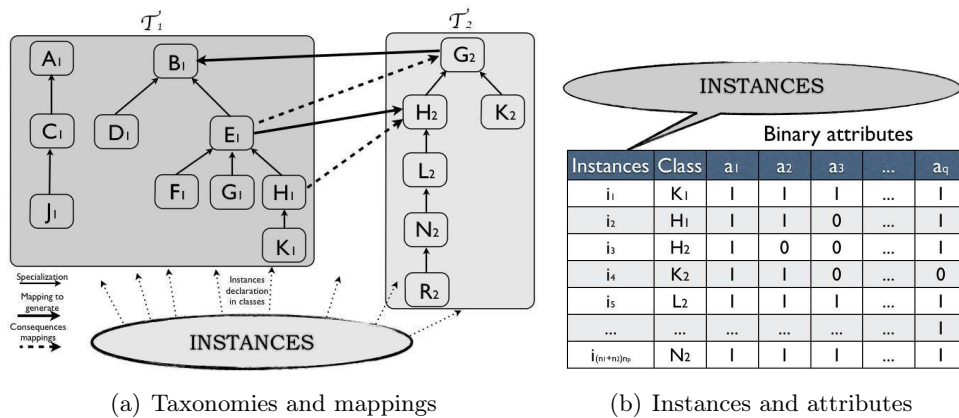 𝒯₁
𝒯₂
A₁
B₁
G₂
C₁
D₁
E₁
H₂
K₂
F₁
G₁
H₁
L₂
J₁
K₁
N₂
R₂
Specialization
Mapping to
generate
Consequences
mappings
Instances
declaration
in classes
INSTANCES
(a) Taxonomies and mappings
INSTANCES
Binary attributes
Instances Class a₁ a₂ a₃ ... a_q
i₁ K₁ 1 1 1 ... 1
i₂ H₁ 1 1 0 ... 1
i₃ H₂ 1 0 0 ... 1
i₄ K₂ 1 1 0 ... 0
i₅ L₂ 1 1 1 ... 1
... ... ... ... ... ... 1
i₍ₙ₁₊ₙ₂₎ₙₚ N₂ 1 1 1 ... 1
(b) Instances and attributes